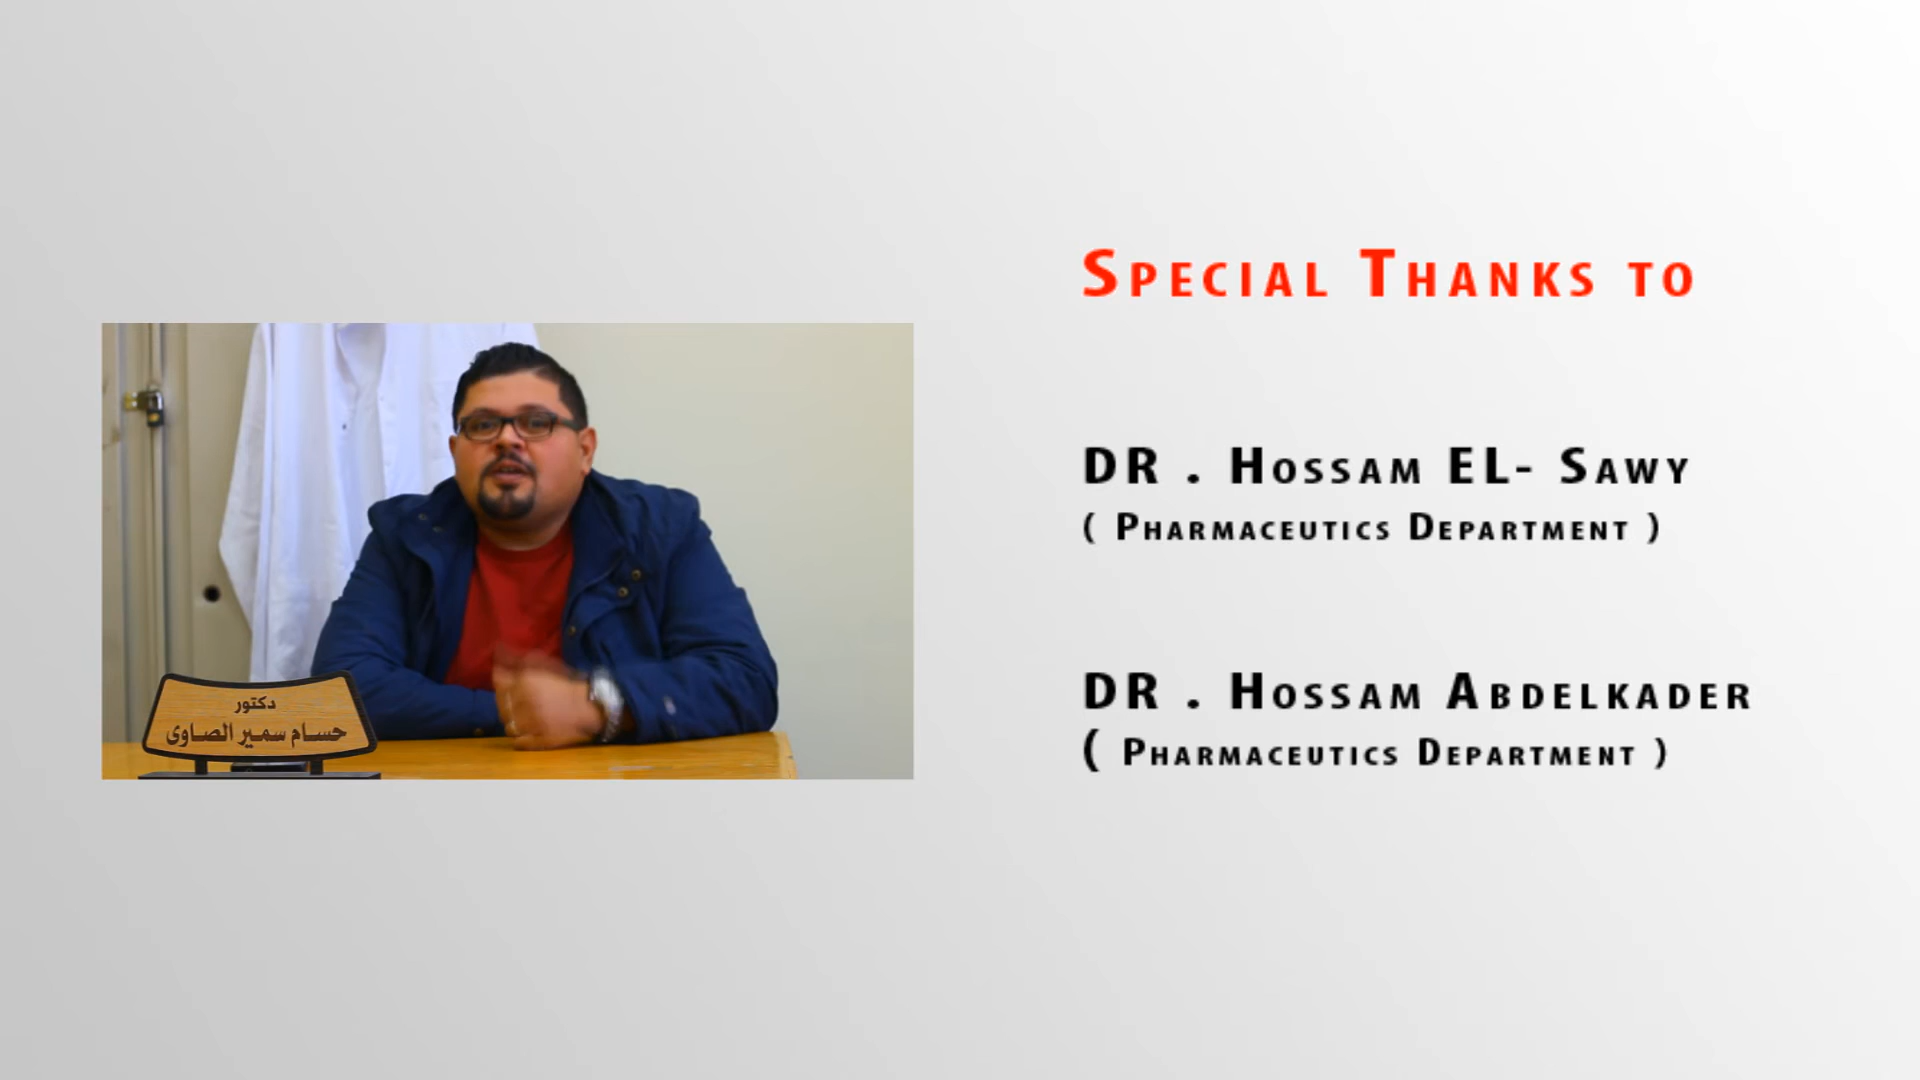 Special Thanks to
DR . Hossam EL- Sawy
( Pharmaceutics Department )
DR . Hossam Abdelkader
( Pharmaceutics Department )
دكتور
حسام سمير الصاوى